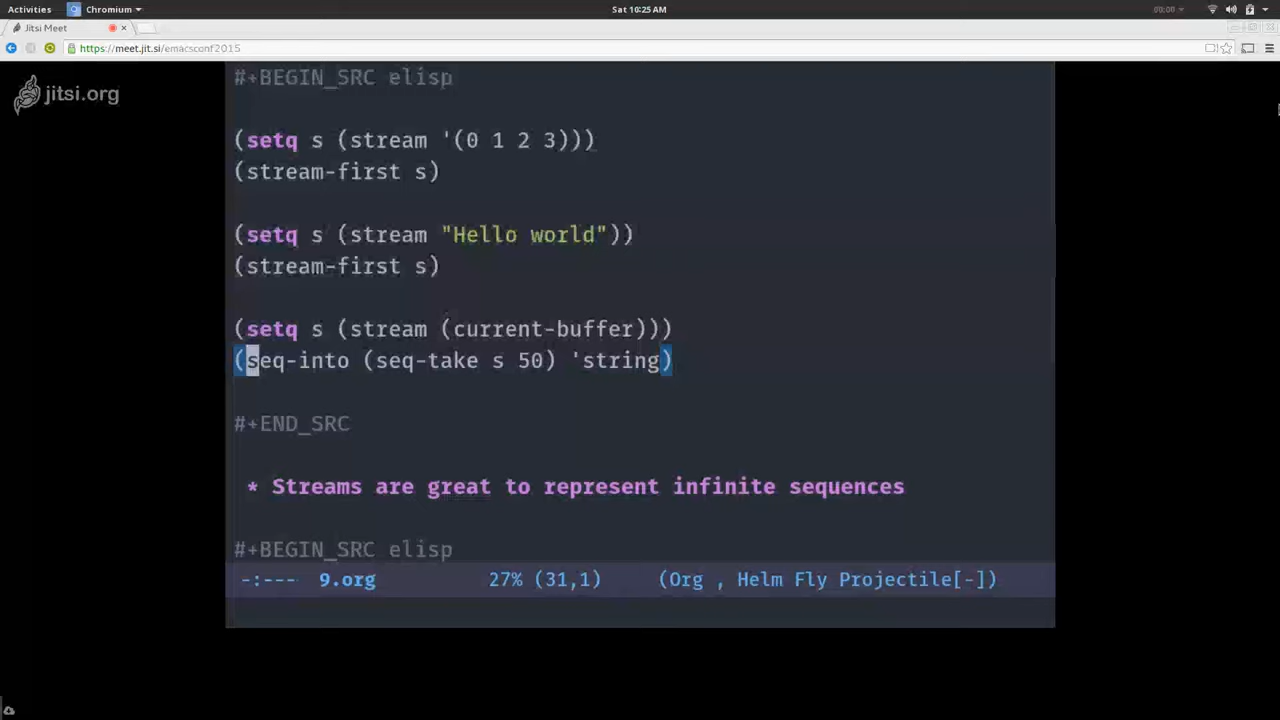 Activities Chromium Sat 10:25AM 00:00
Jitsi Meet
https://meet.jit.si/emacsconf2015
jitsi.org
#+BEGIN_SRC elisp
(setq s (stream '(0 1 2 3)))
(stream-first s)
(setq s (stream "Hello world"))
(stream-first s)
(setq s (stream (current-buffer)))
(seq-into (seq-take s 50) 'string)
#+END_SRC
* Streams are great to represent infinite sequences
#+BEGIN_SRC elisp
-:--- 9.org 27% (31,1) (Org , Helm Fly Projectile[-])